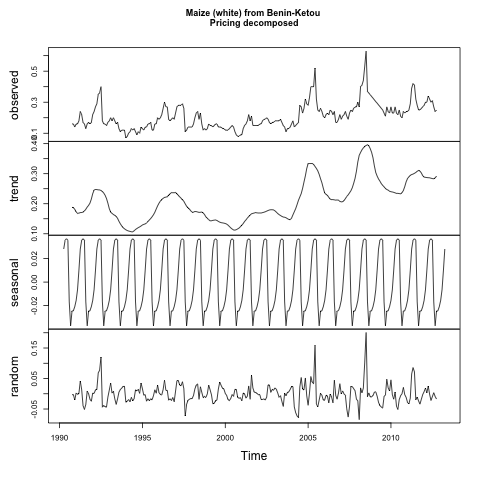 Maize (white) from Benin-Ketou
Pricing decomposed
observed
0.1 0.3 0.5
trend
0.10 0.20 0.30 0.40
seasonal
-0.02 0.00 0.02
random
-0.05 0.05 0.15
1990 1995 2000 2005 2010
Time